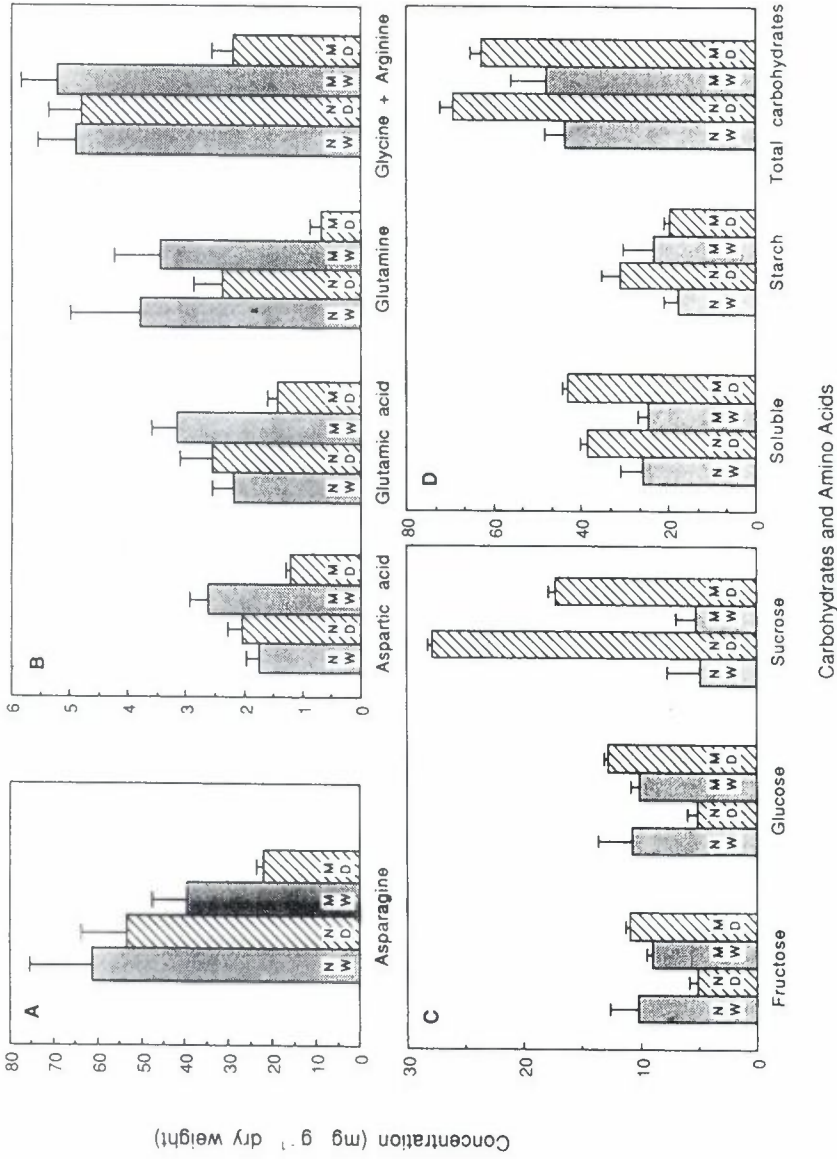 A
80
70
60
50
40
30
20
10
0
N W
N D
M W
M D
Asparagine
B
6
5
4
3
2
1
0
N W
N D
M W
M D
N W
N D
M W
M D
N W
N D
M W
M D
N W
N D
M W
M D
Aspartic acid
Glutamic acid
Glutamine
Glycine + Arginine
C
30
20
10
0
N W
N D
M W
M D
N W
N D
M W
M D
N W
N D
M W
M D
Fructose
Glucose
Sucrose
D
80
60
40
20
0
N W
N D
M W
M D
N W
N D
M W
M D
N W
N D
M W
M D
Soluble
Starch
Total carbohydrates
Concentration (mg g⁻¹ dry weight)
Carbohydrates and Amino Acids